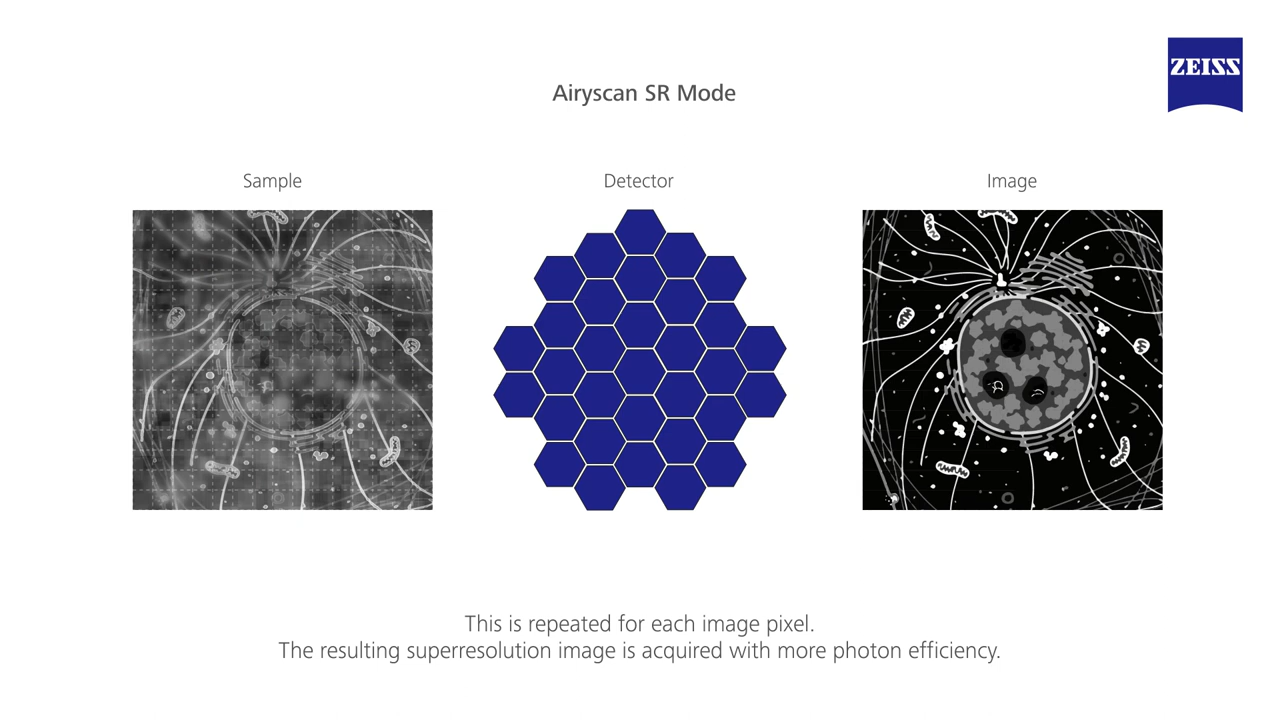 ZEISS
Airyscan SR Mode
Sample
Detector
Image
This is repeated for each image pixel.
The resulting superresolution image is acquired with more photon efficiency.